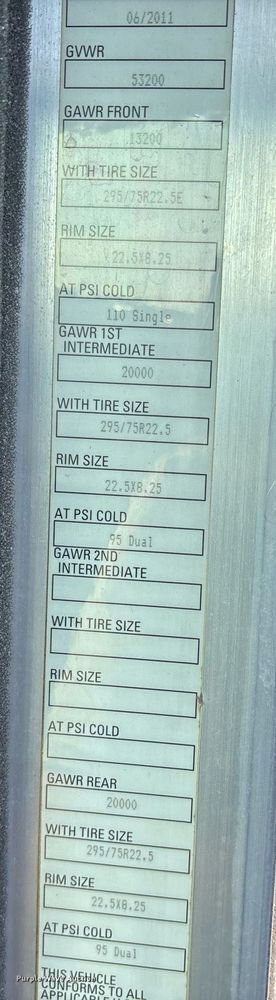 06/2011
GVWR
53200
GAWR FRONT
13200
WITH TIRE SIZE
295/75R22.5E
RIM SIZE
22.5X8.25
AT PSI COLD
110 Single
GAWR 1ST
INTERMEDIATE
20000
WITH TIRE SIZE
295/75R22.5
RIM SIZE
22.5X8.25
AT PSI COLD
95 Dual
GAWR 2ND
INTERMEDIATE
WITH TIRE SIZE
RIM SIZE
AT PSI COLD
GAWR REAR
20000
WITH TIRE SIZE
295/75R22.5
RIM SIZE
22.5X8.25
AT PSI COLD
95 Dual
THIS VEHICLE
CONFORMS TO ALL